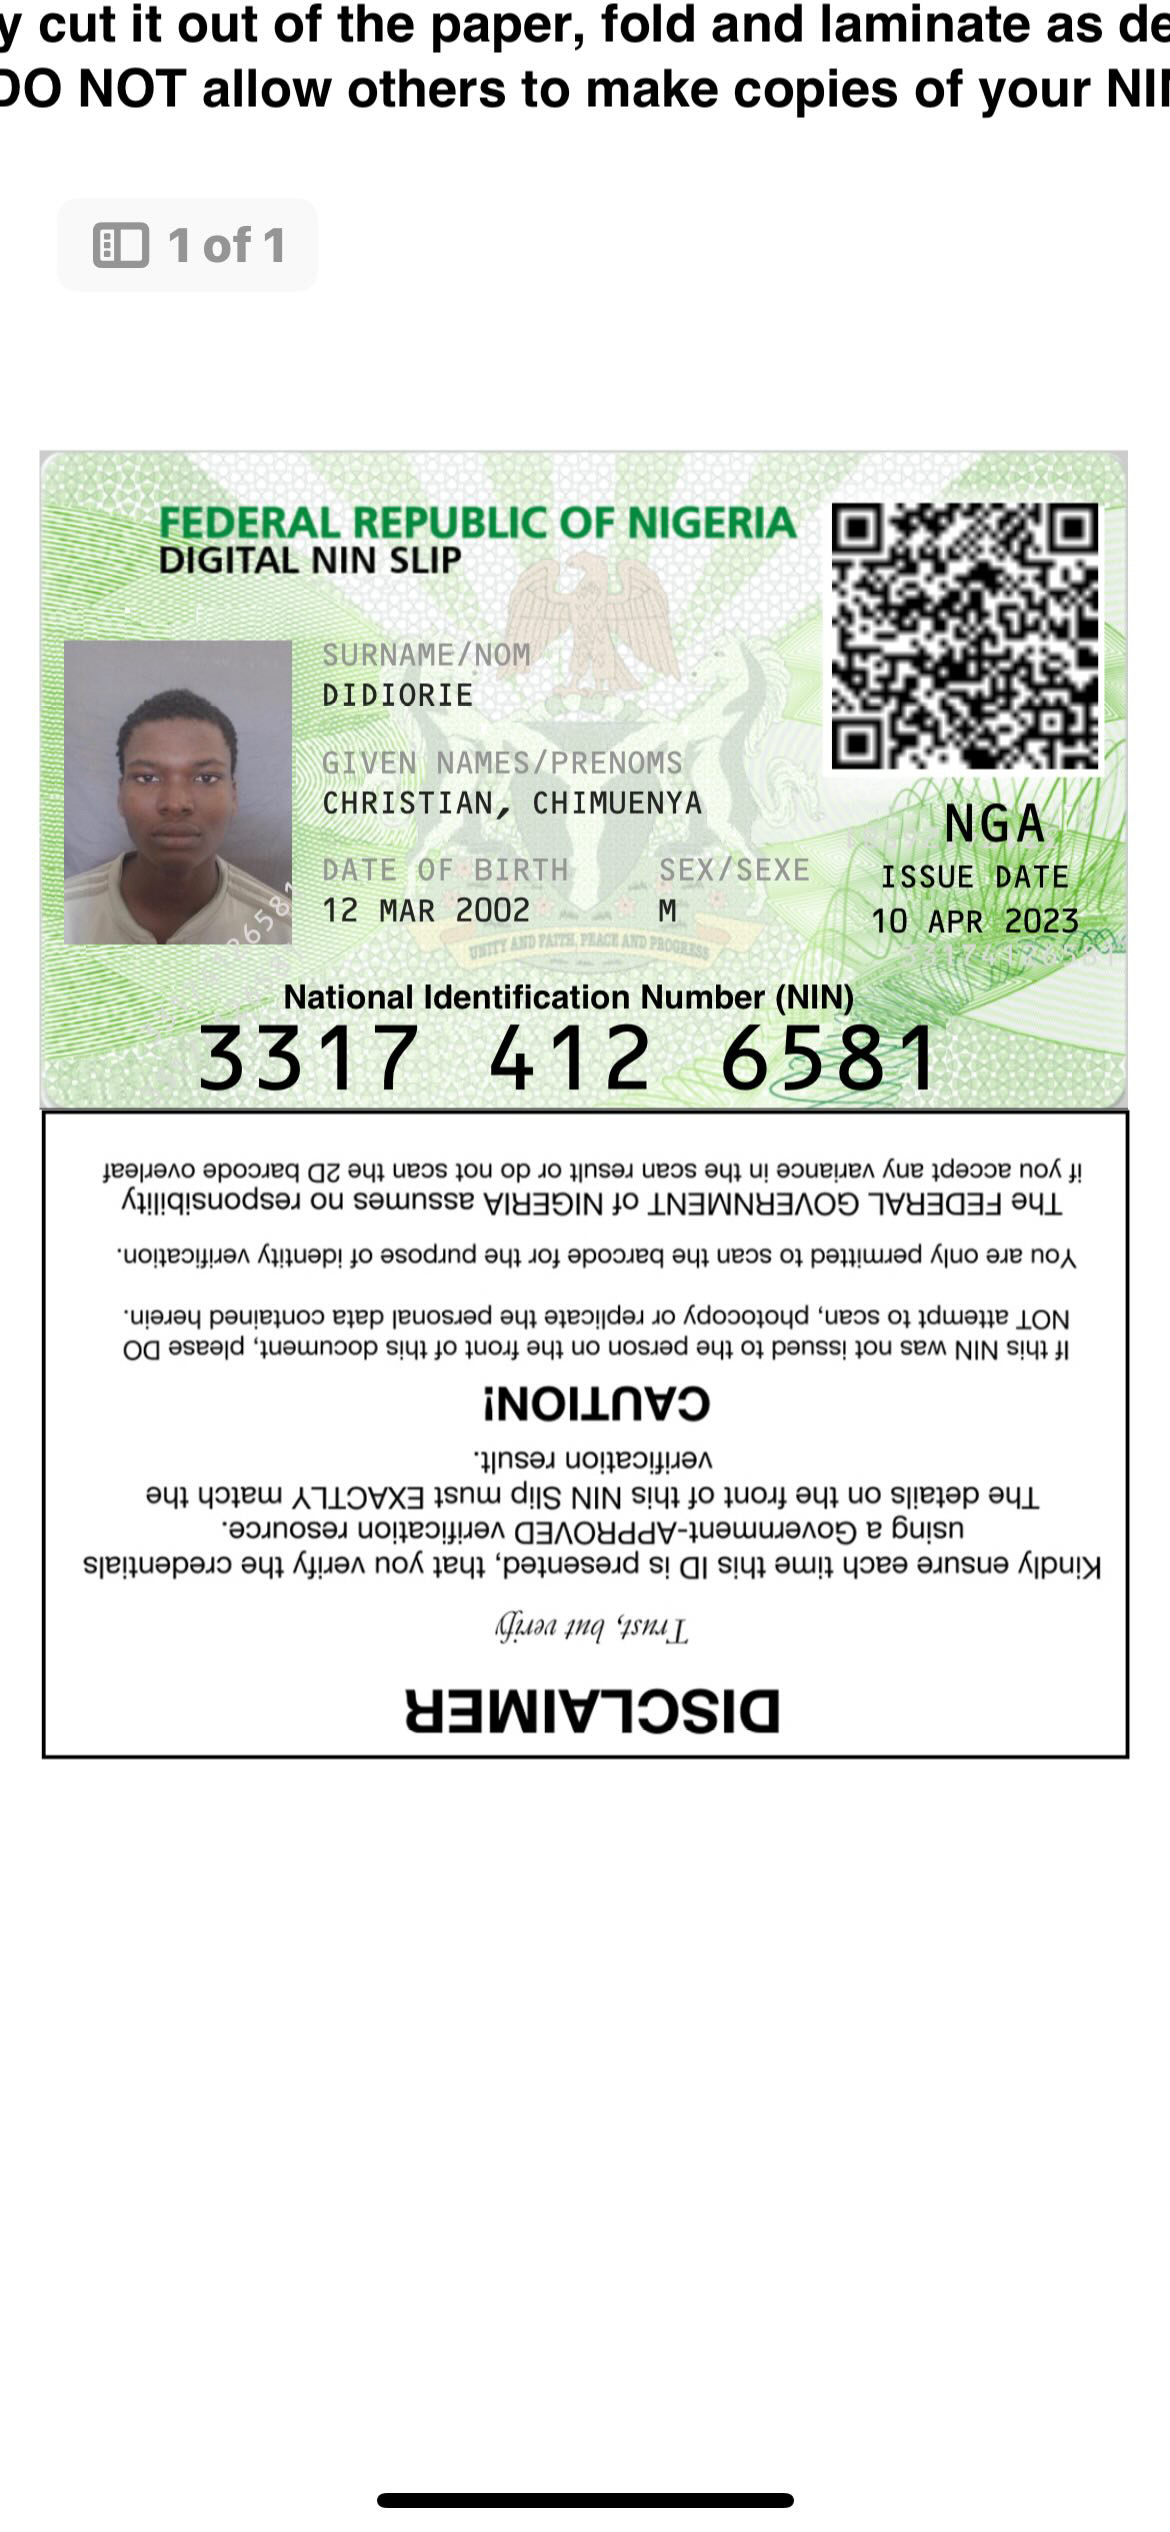 y cut it out of the paper, fold and laminate as de
DO NOT allow others to make copies of your NI
1 of 1
FEDERAL REPUBLIC OF NIGERIA
DIGITAL NIN SLIP
SURNAME/NOM
DIDIORIE
GIVEN NAMES/PRENOMS
CHRISTIAN, CHIMUENYA
DATE OF BIRTH SEX/SEXE
12 MAR 2002 M
NGA
ISSUE DATE
10 APR 2023
UNITY AND FAITH, PEACE AND PROGRESS
33174126581
National Identification Number (NIN)
3317 412 6581
DISCLAIMER
Trust, but verify
Kindly ensure each time this ID is presented, that you verify the credentials
using a Government-APPROVED verification resource.
The details on the front of this NIN Slip must EXACTLY match the
verification result.
CAUTION!
If this NIN was not issued to the person on the front of this document, please DO
NOT attempt to scan, photocopy or replicate the personal data contained herein.
You are only permitted to scan the barcode for the purpose of identity verification.
The FEDERAL GOVERNMENT of NIGERIA assumes no responsibility
if you accept any variance in the scan result or do not scan the 2D barcode overleaf